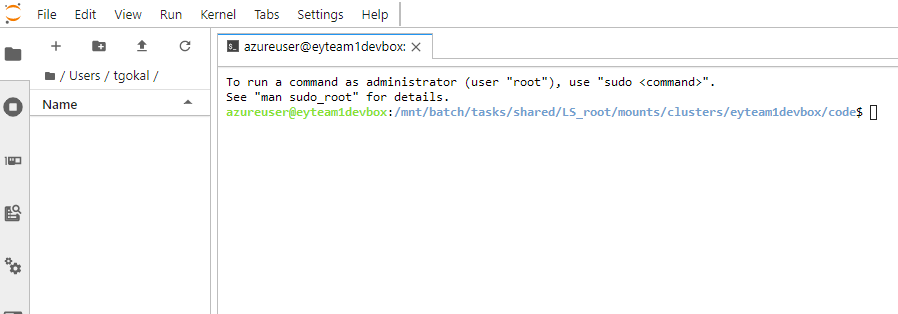 File Edit View Run Kernel Tabs Settings Help
azureuser@eyteam1devbox:
/ Users / tgokal /
Name
To run a command as administrator (user "root"), use "sudo <command>".
See "man sudo_root" for details.
azureuser@eyteam1devbox:/mnt/batch/tasks/shared/LS_root/mounts/clusters/eyteam1devbox/code$